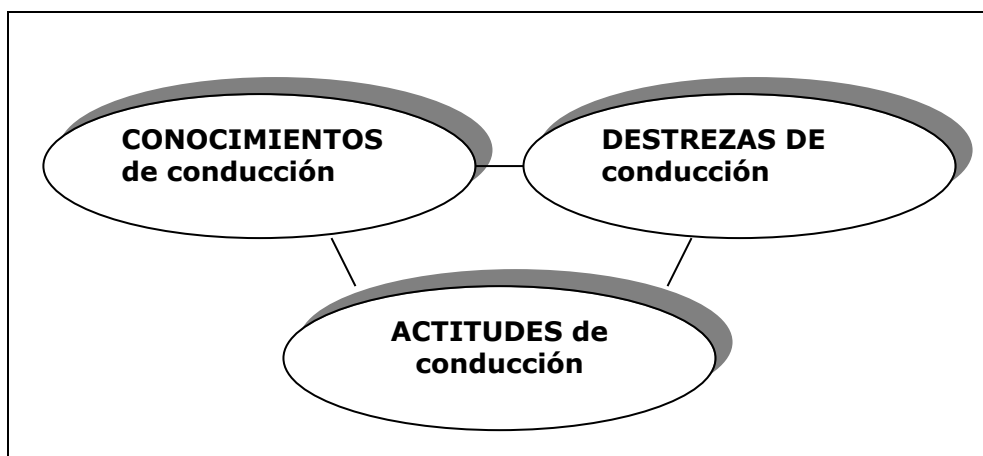 CONOCIMIENTOS
de conducción
DESTREZAS DE
conducción
ACTITUDES de
conducción